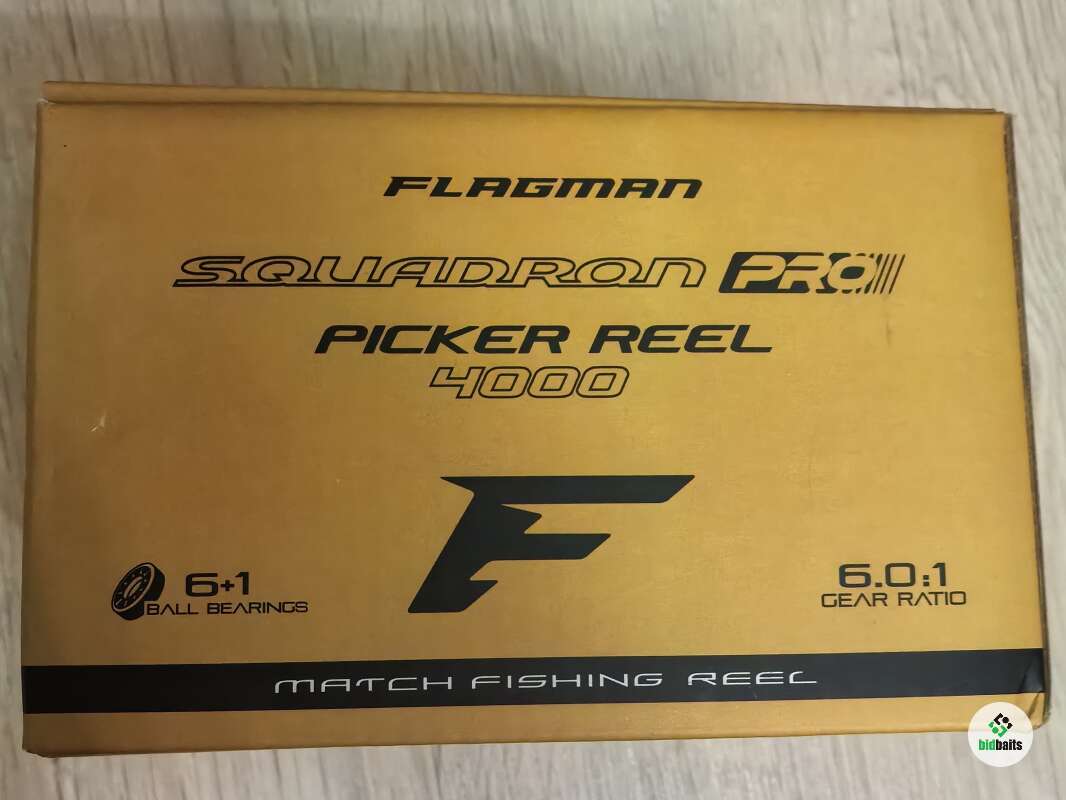 FLAGMAN
SQUADRON PRO
PICKER REEL
4000
F
6+1
BALL BEARINGS
6.0:1
GEAR RATIO
MATCH FISHING REEL
bidbaits